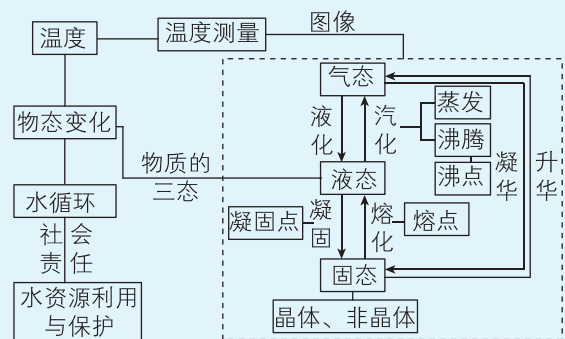 温度
温度测量
图像
气态
物态变化
液化
汽化
蒸发
沸腾
沸点
物质的
三态
液态
凝华
升华
水循环
凝固点
凝固
熔化
熔点
社会
责任
固态
水资源利用
与保护
晶体、非晶体